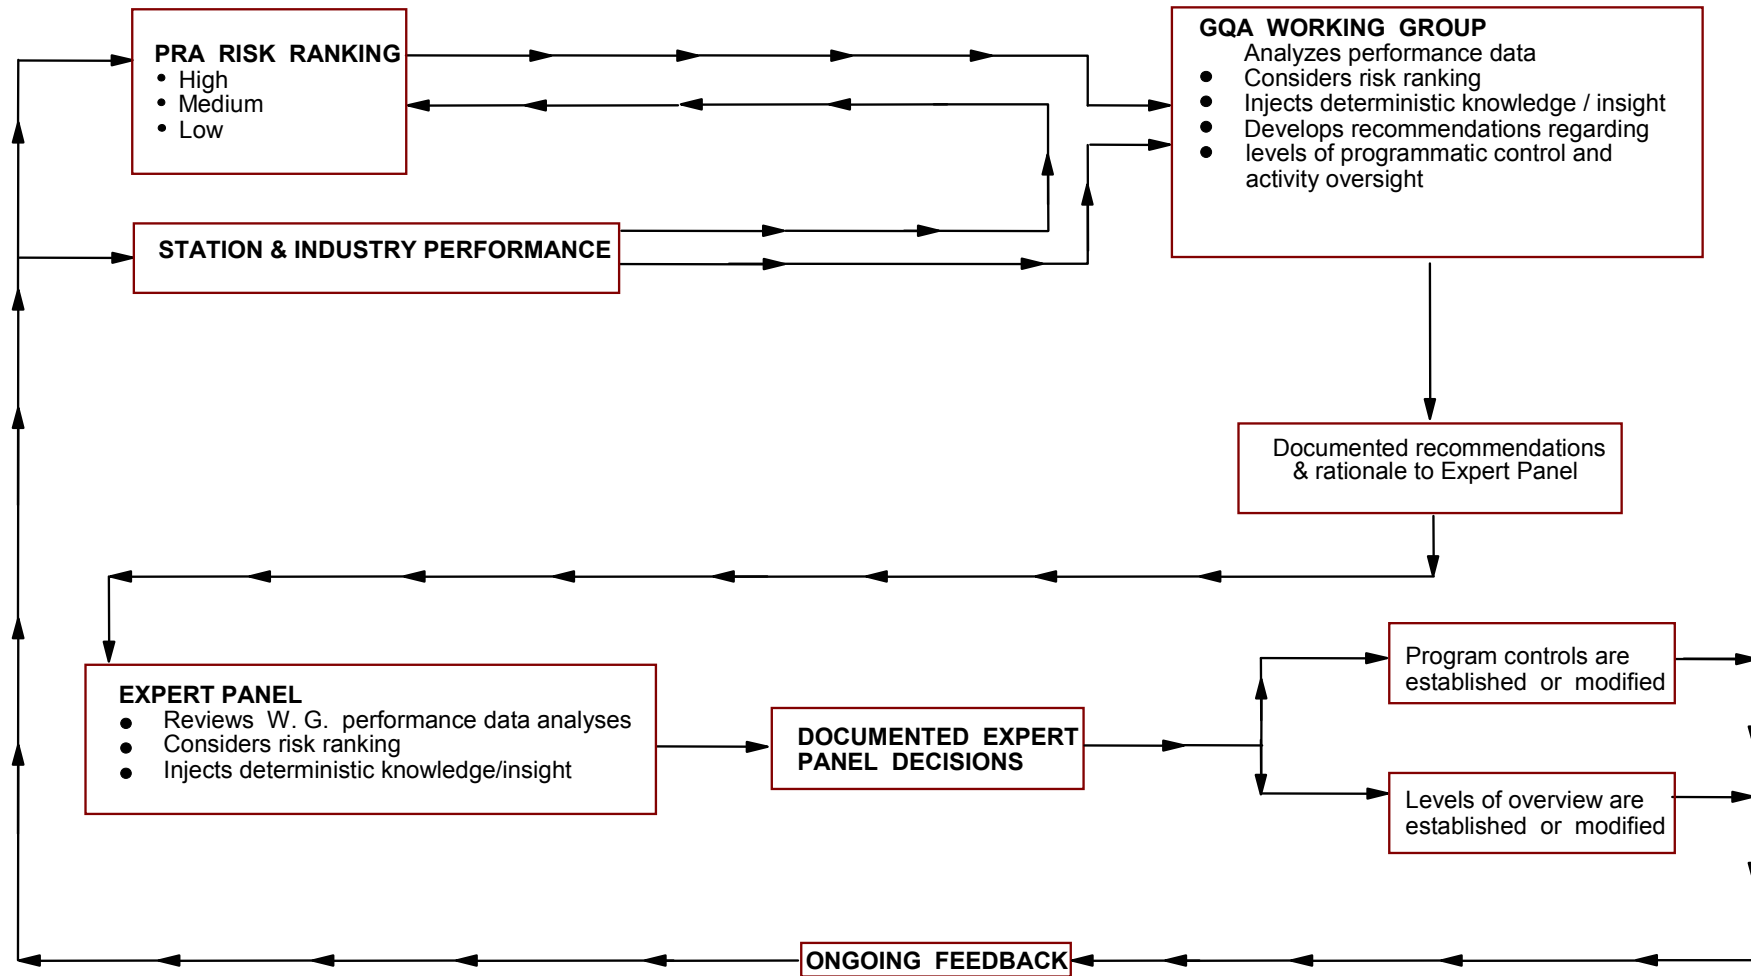 PRA RISK RANKING
• High
• Medium
• Low
GQA WORKING GROUP
Analyzes performance data
● Considers risk ranking
● Injects deterministic knowledge / insight
● Develops recommendations regarding
● levels of programmatic control and
activity oversight
STATION & INDUSTRY PERFORMANCE
Documented recommendations
& rationale to Expert Panel
EXPERT PANEL
● Reviews W. G. performance data analyses
● Considers risk ranking
● Injects deterministic knowledge/insight
DOCUMENTED EXPERT
PANEL DECISIONS
Program controls are
established or modified
Levels of overview are
established or modified
ONGOING FEEDBACK